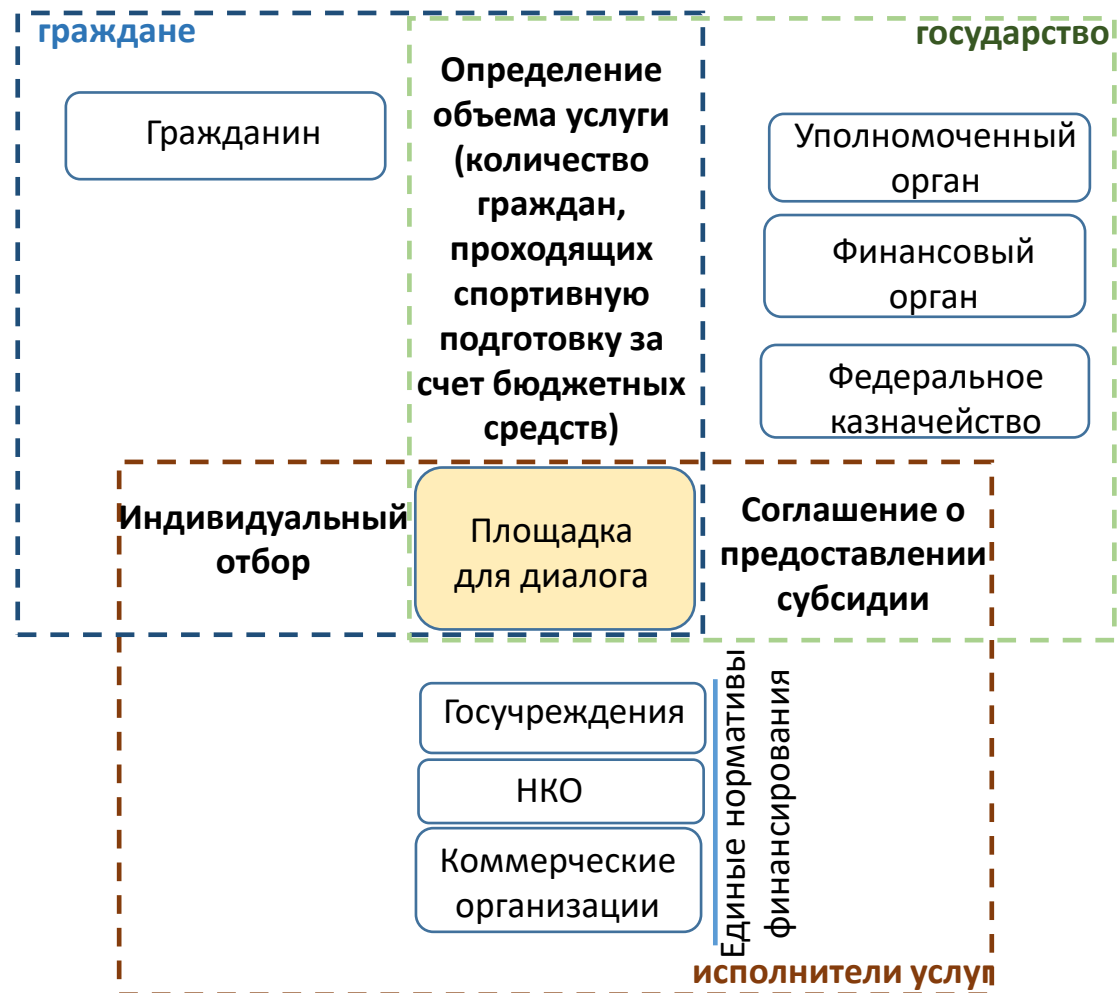 граждане
государство
Гражданин
Определение
объема услуги
(количество
граждан,
проходящих
спортивную
подготовку за
счет бюджетных
средств)
Уполномоченный
орган
Финансовый
орган
Федеральное
казначейство
Индивидуальный
отбор
Площадка
для диалога
Соглашение о
предоставлении
субсидии
Госучреждения
НКО
Коммерческие
организации
Единые нормативы
финансирования
исполнители услуг